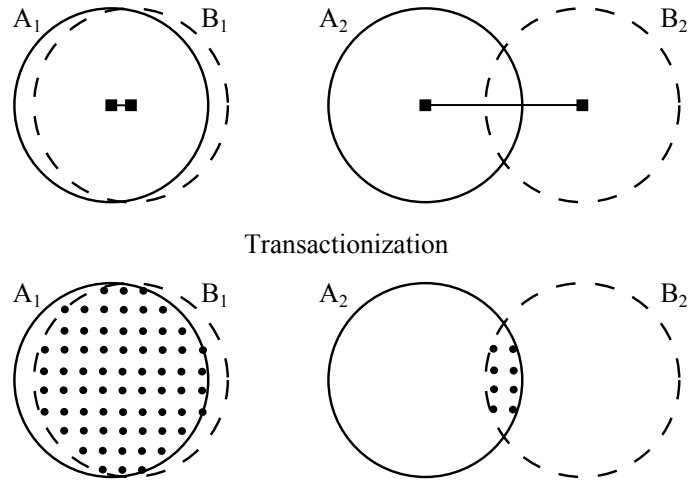 A₁ B₁ A₂ B₂
Transactionization
A₁ B₁ A₂ B₂